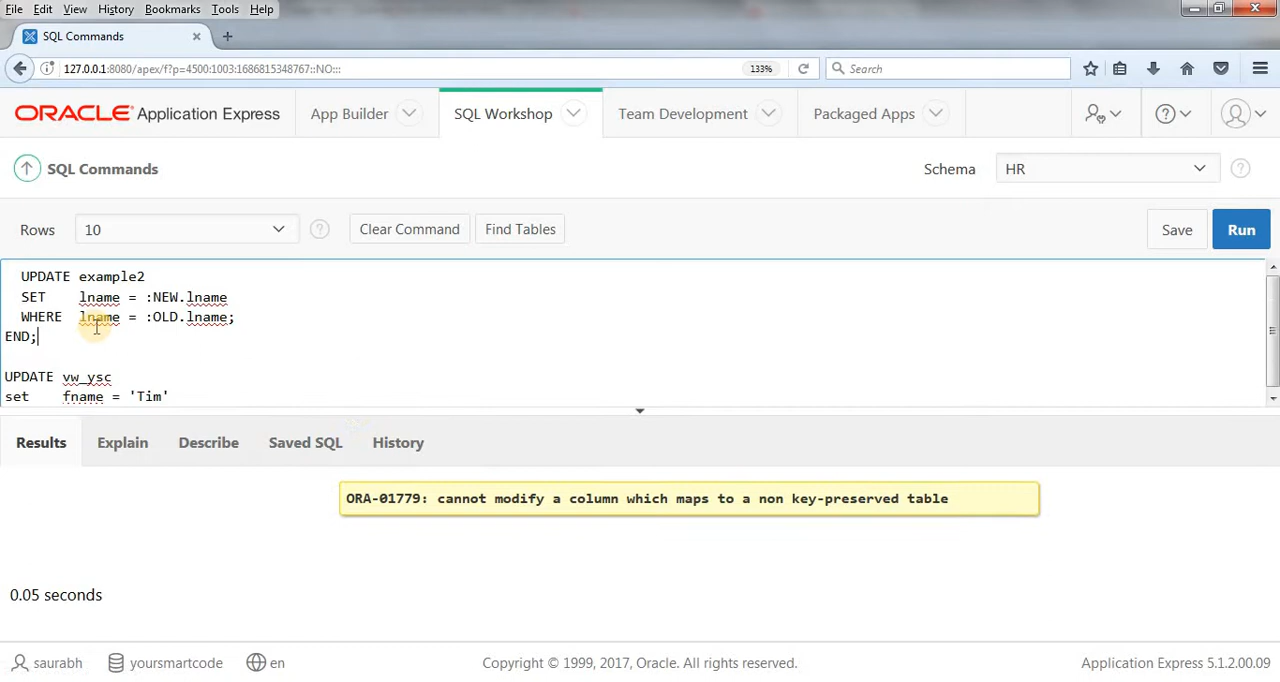 File Edit View History Bookmarks Tools Help
SQL Commands × +
127.0.0.1:8080/apex/f?p=4500:1003:1686815348767::NO::: 133% Search
ORACLE Application Express App Builder SQL Workshop Team Development Packaged Apps
SQL Commands Schema HR
Rows 10 Clear Command Find Tables Save Run
UPDATE example2
SET lname = :NEW.lname
WHERE lname = :OLD.lname;
END;
UPDATE vw_ysc
set fname = 'Tim'
Results Explain Describe Saved SQL History
ORA-01779: cannot modify a column which maps to a non key-preserved table
0.05 seconds
saurabh yoursmartcode en Copyright © 1999, 2017, Oracle. All rights reserved. Application Express 5.1.2.00.09